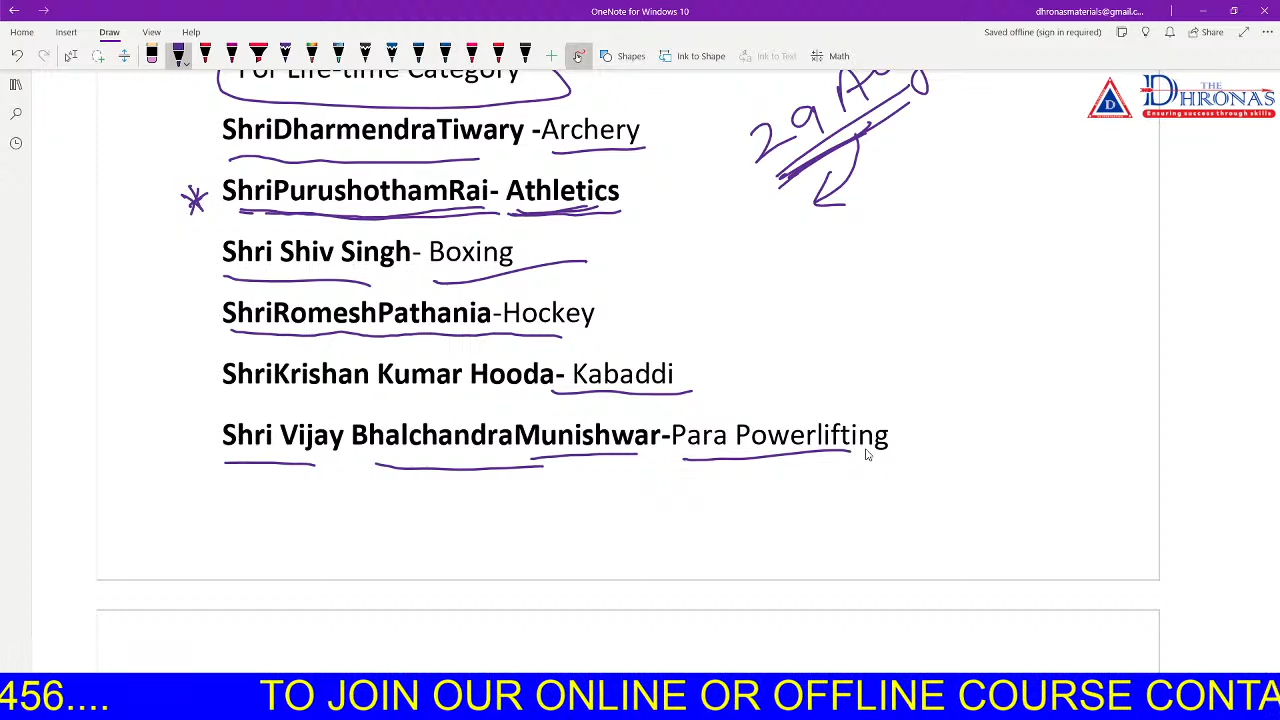 OneNote for Windows 10
dhronasmaterials@gmail.c...
Home Insert Draw View Help
Saved offline (sign in required) Share
Shapes Ink to Shape Ink to Text Math
For Life-time Category
29
THE
DHRONAS
Ensuring success through skills
ShriDharmendraTiwary -Archery
ShriPurushothamRai- Athletics
Shri Shiv Singh- Boxing
ShriRomeshPathania-Hockey
ShriKrishan Kumar Hooda- Kabaddi
Shri Vijay BhalchandraMunishwar-Para Powerlifting
456.... TO JOIN OUR ONLINE OR OFFLINE COURSE CONTA